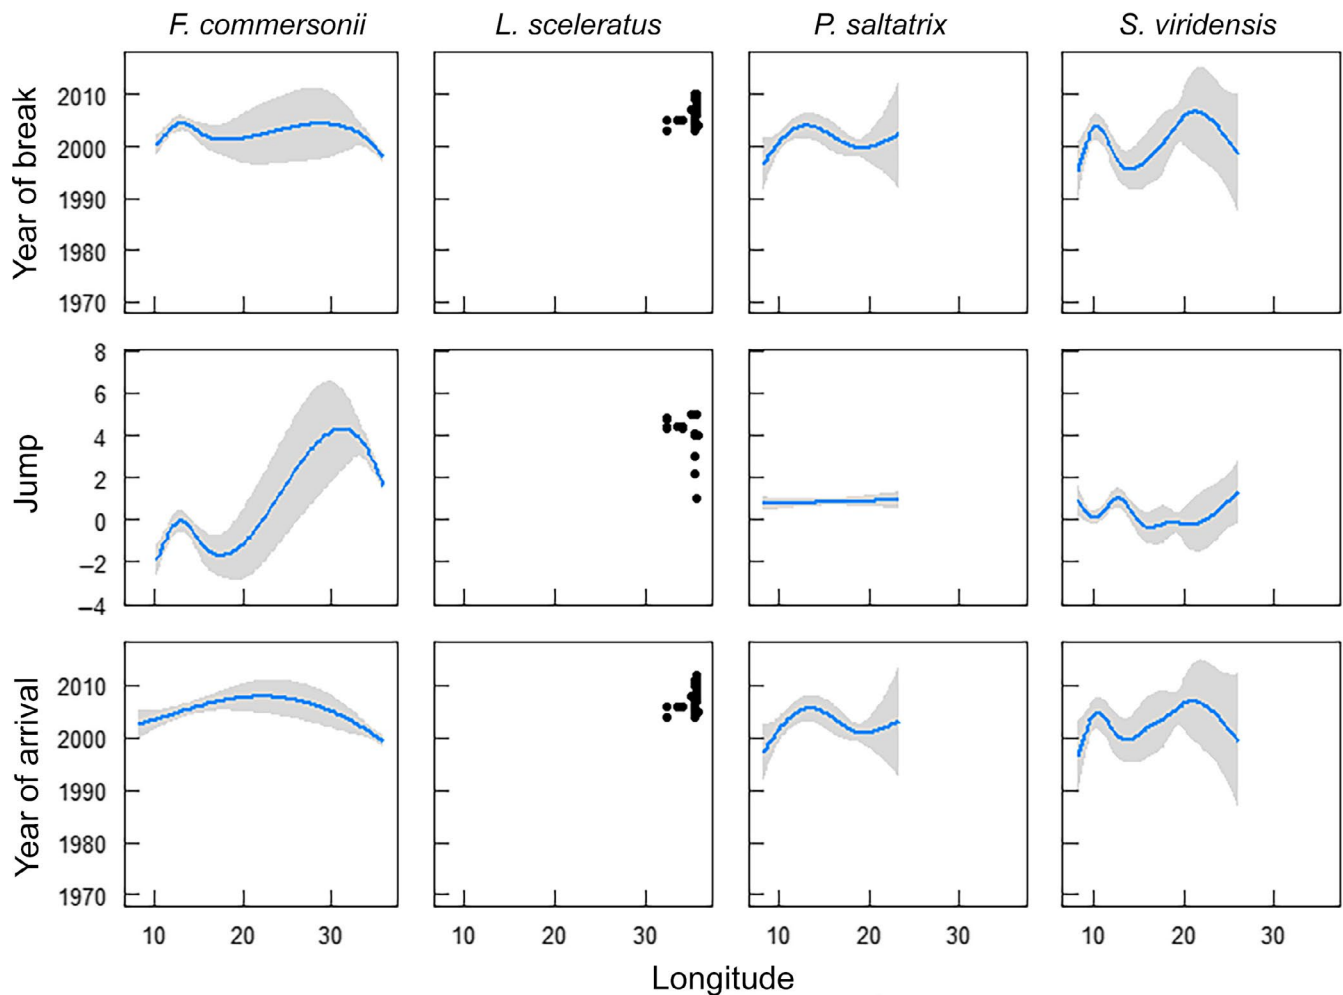 F. commersonii L. sceleratus P. saltatrix S. viridensis
Year of break
2010
2000
1990
1980
1970
10 20 30 10 20 30 10 20 30 10 20 30
Jump
8
6
4
2
0
−2
−4
Year of arrival
2010
2000
1990
1980
1970
Longitude